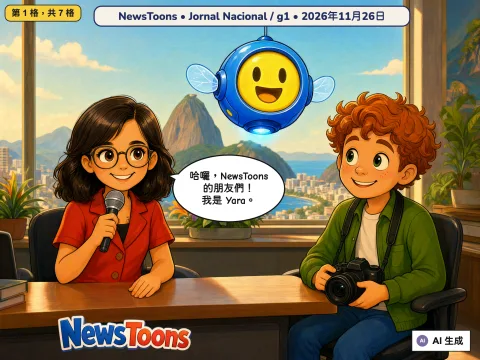 第 1 格，共 7 格
NewsToons • Jornal Nacional / g1 • 2026年11月26日
哈囉，NewsToons
的朋友們！
我是 Yara。
NewsToons
AI AI 生成